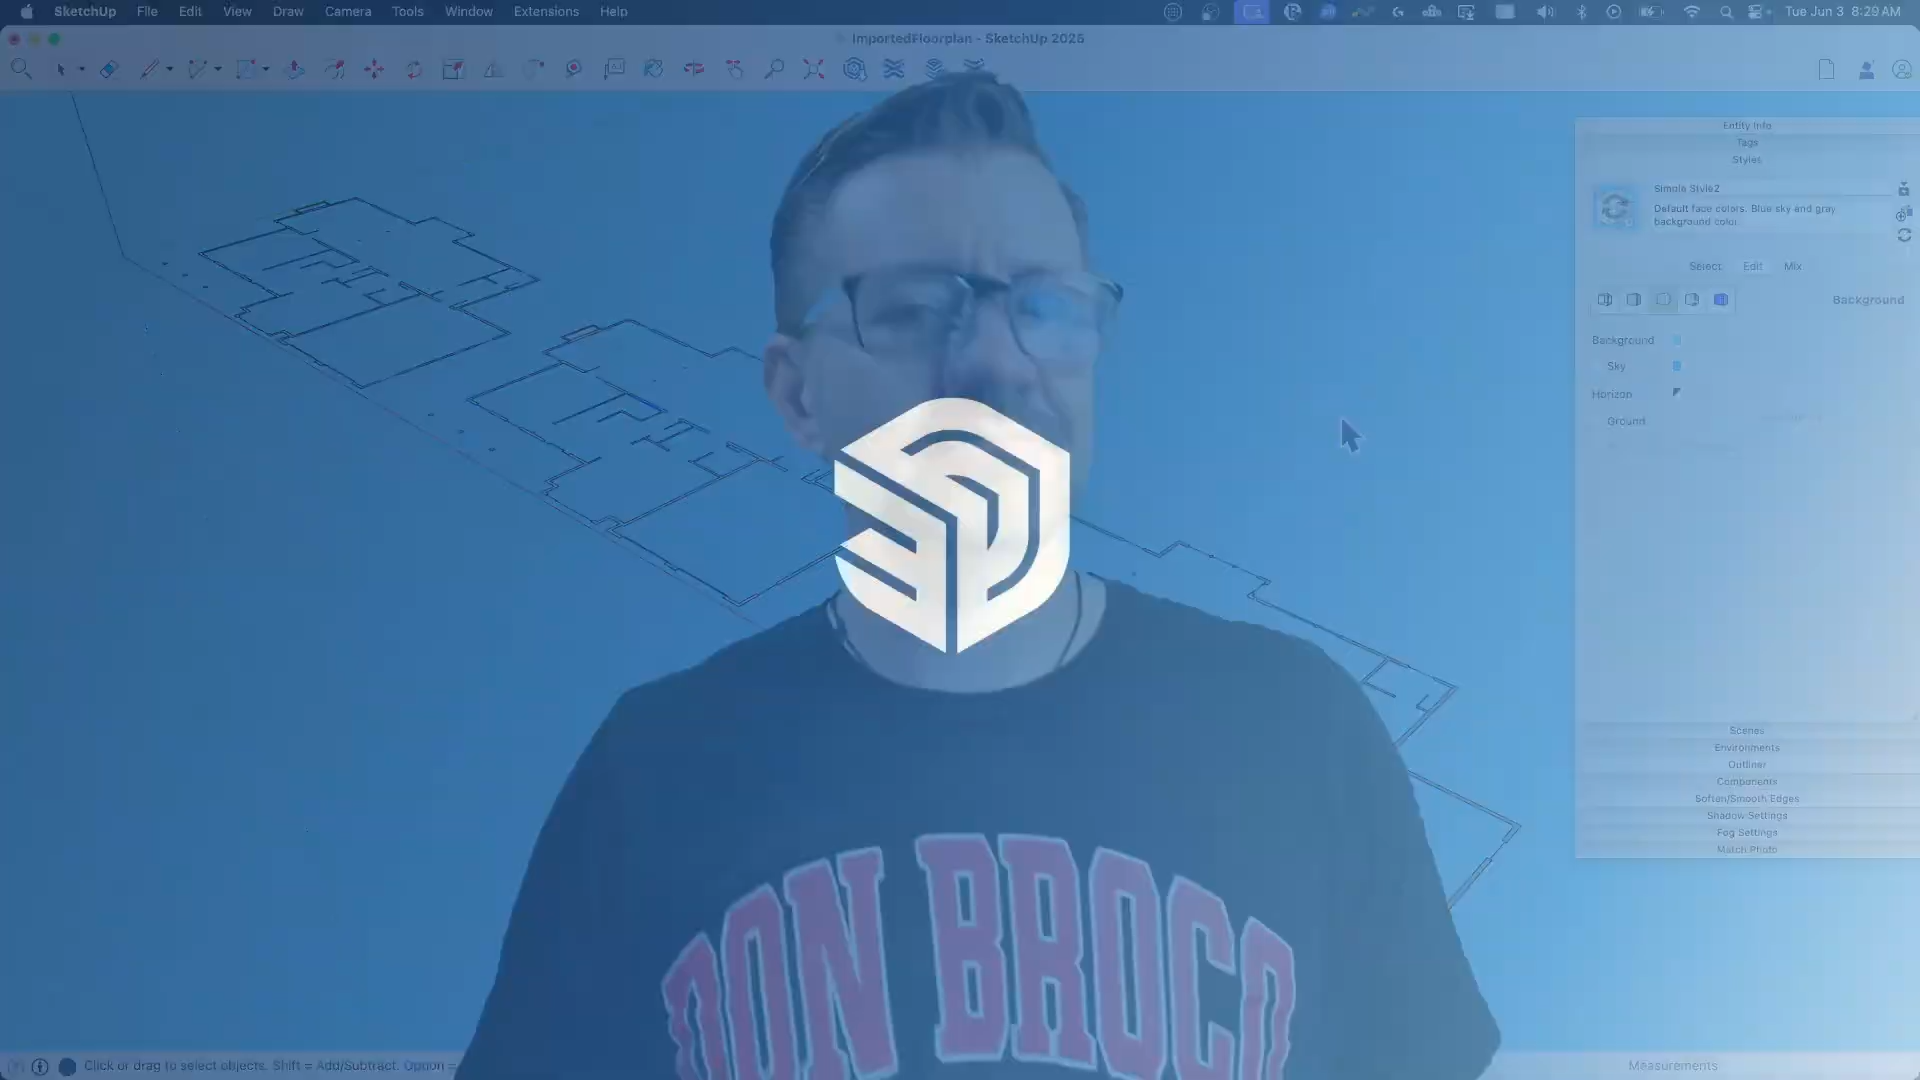 SketchUp File Edit View Draw Camera Tools Window Extensions Help Tue Jun 3 8:29 AM
ImportedFloorplan - SketchUp 2025
Entity Info
Tags
Styles
Simple Style2
Default face colors. Blue sky and gray
background color.
Select Edit Mix
Background
Background
Sky
Horizon
Ground
Scenes
Environments
Outliner
Components
Soften/Smooth Edges
Shadow Settings
Fog Settings
Match Photo
DON BROCO
Click or drag to select objects. Shift = Add/Subtract. Option =
Measurements